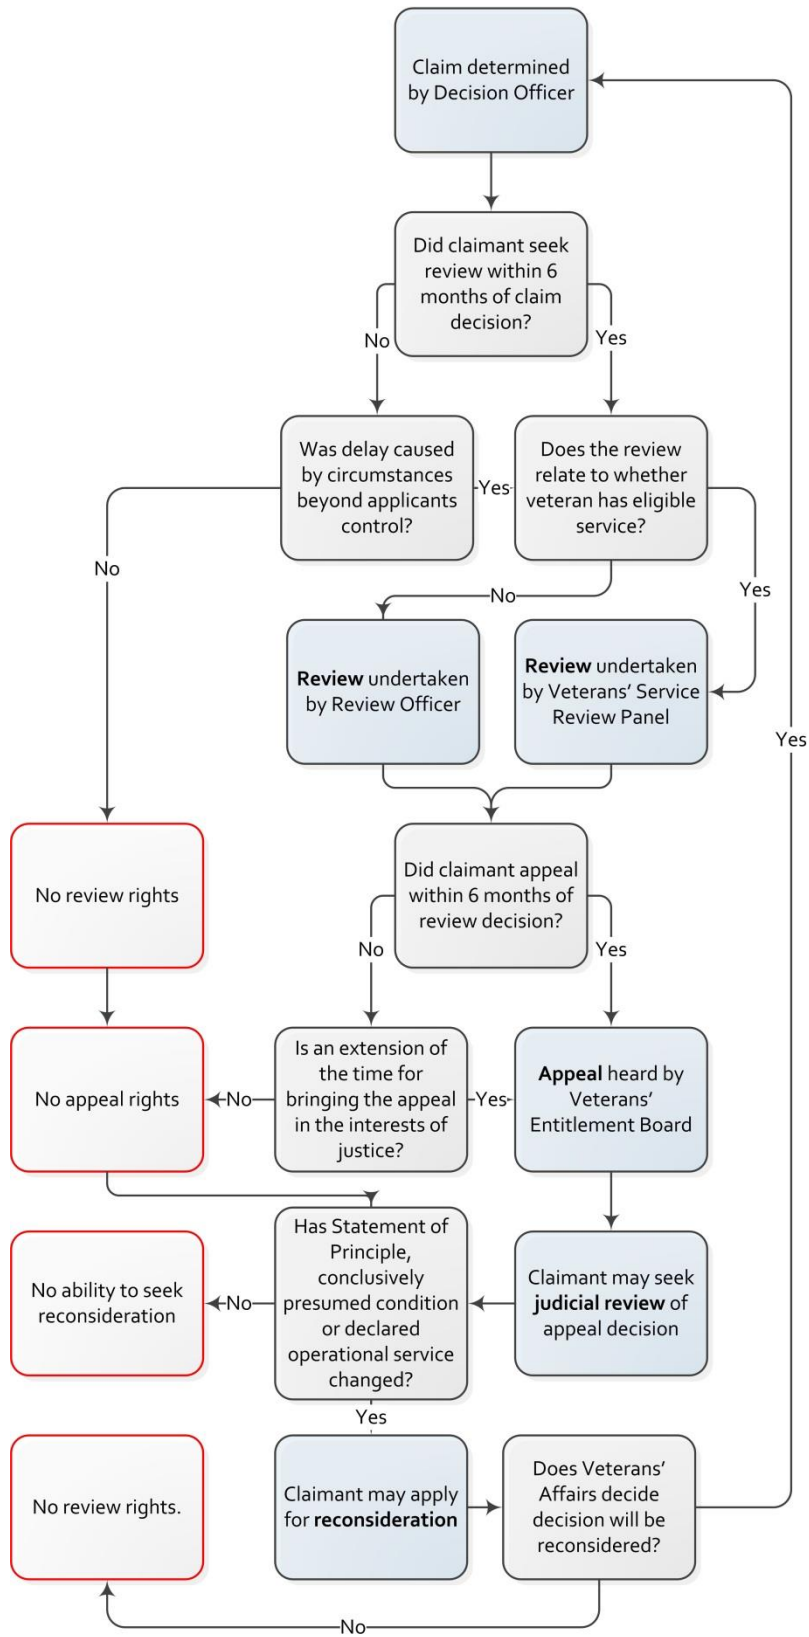 Claim determined
by Decision Officer
Did claimant seek
review within 6
months of claim
decision?
No
Yes
Was delay caused
by circumstances
beyond applicants
control?
Yes
Does the review
relate to whether
veteran has eligible
service?
No
No
Yes
Review undertaken
by Review Officer
Review undertaken
by Veterans' Service
Review Panel
Yes
No review rights
Did claimant appeal
within 6 months of
review decision?
No
Yes
No appeal rights
No
Is an extension of
the time for
bringing the appeal
in the interests of
justice?
Yes
Appeal heard by
Veterans'
Entitlement Board
No ability to seek
reconsideration
No
Has Statement of
Principle,
conclusively
presumed condition
or declared
operational service
changed?
Claimant may seek
judicial review of
appeal decision
Yes
No review rights.
Claimant may apply
for reconsideration
Does Veterans'
Affairs decide
decision will be
reconsidered?
No